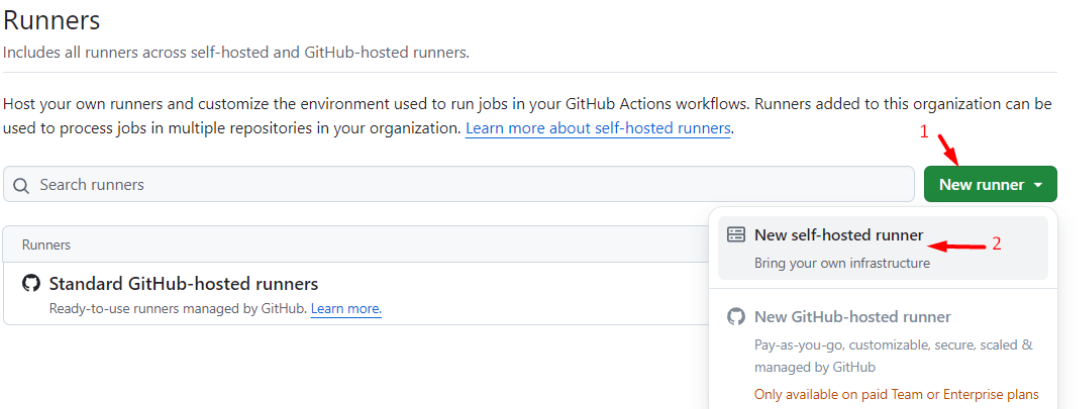 Runners
Includes all runners across self-hosted and GitHub-hosted runners.
Host your own runners and customize the environment used to run jobs in your GitHub Actions workflows. Runners added to this organization can be
used to process jobs in multiple repositories in your organization. Learn more about self-hosted runners.
1
Search runners
New runner
Runners
New self-hosted runner
2
Bring your own infrastructure
Standard GitHub-hosted runners
Ready-to-use runners managed by GitHub. Learn more.
New GitHub-hosted runner
Pay-as-you-go, customizable, secure, scaled &
managed by GitHub
Only available on paid Team or Enterprise plans